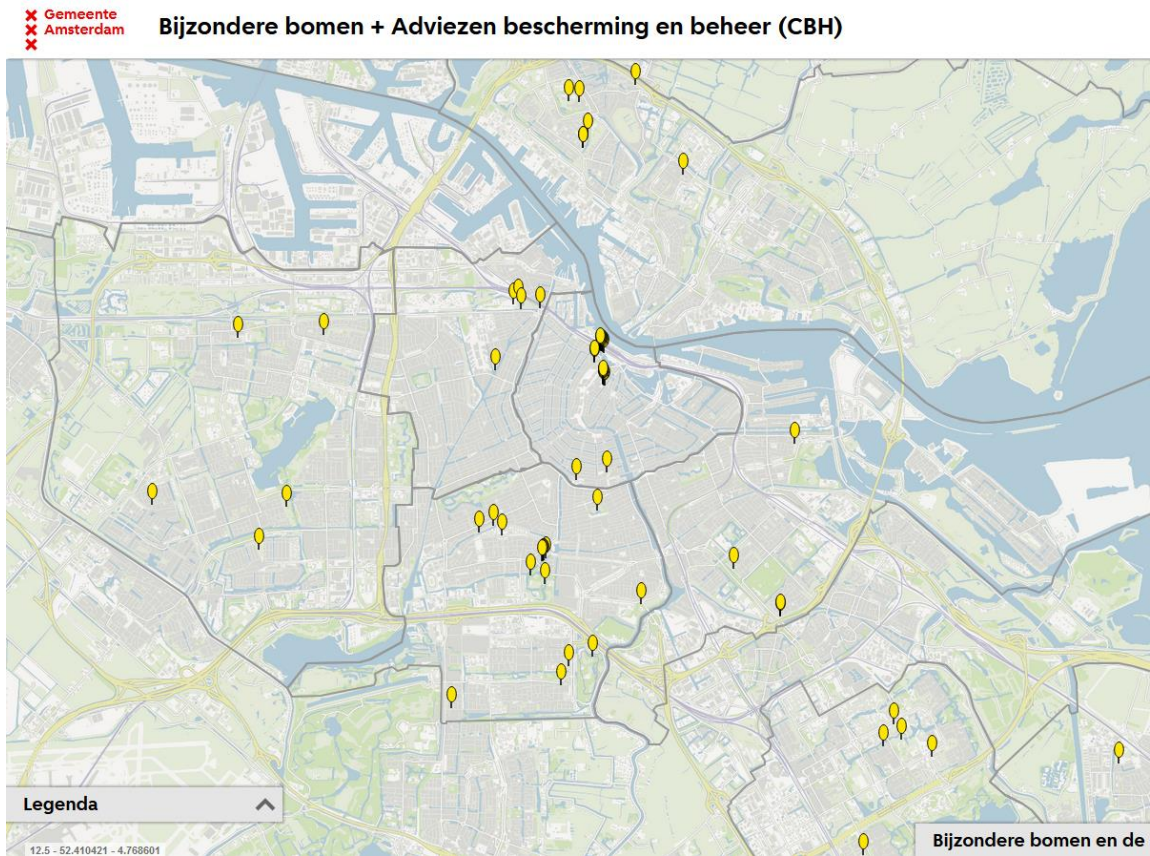 Gemeente
Amsterdam
Bijzondere bomen + Adviezen bescherming en beheer (CBH)
Legenda
12.5 - 52.410421 - 4.768601
Bijzondere bomen en de